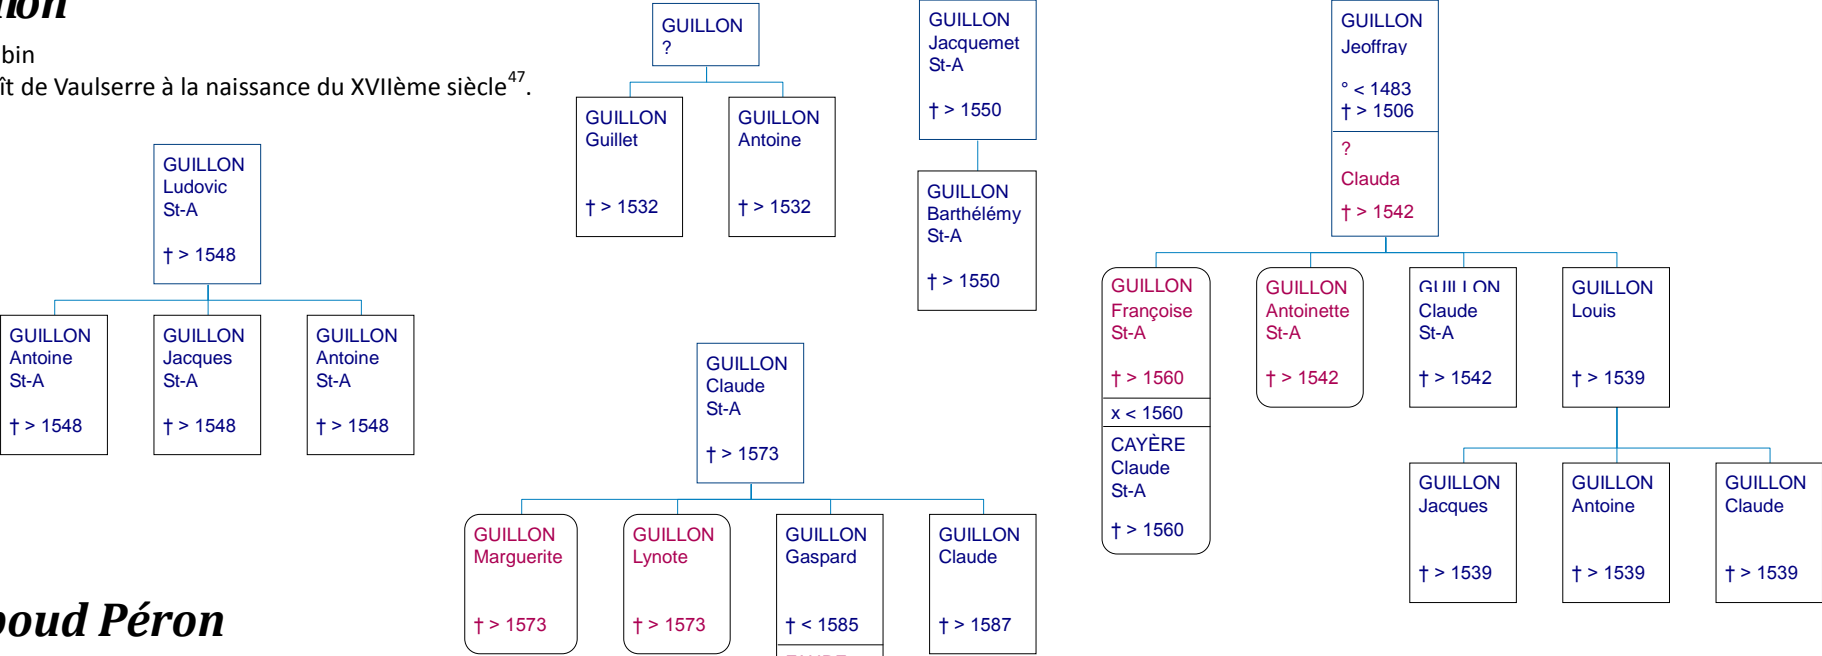 bin
ît de Vaulserre à la naissance du XVIIème siècle47.
GUILLON
Ludovic
St-A
† > 1548
GUILLON
Antoine
St-A
† > 1548
GUILLON
Jacques
St-A
† > 1548
GUILLON
Antoine
St-A
† > 1548
GUILLON
?
GUILLON
Guillet
† > 1532
GUILLON
Antoine
† > 1532
GUILLON
Jacquemet
St-A
† > 1550
GUILLON
Barthélémy
St-A
† > 1550
GUILLON
Claude
St-A
† > 1573
GUILLON
Marguerite
† > 1573
GUILLON
Lynote
† > 1573
GUILLON
Gaspard
† < 1585
GUILLON
Claude
† > 1587
GUILLON
Jeoffray
° < 1483
† > 1506
?
Clauda
† > 1542
GUILLON
Françoise
St-A
† > 1560
x < 1560
CAYÈRE
Claude
St-A
† > 1560
GUILLON
Antoinette
St-A
† > 1542
GUILLON
Claude
St-A
† > 1542
GUILLON
Louis
† > 1539
GUILLON
Jacques
† > 1539
GUILLON
Antoine
† > 1539
GUILLON
Claude
† > 1539
oud Péron